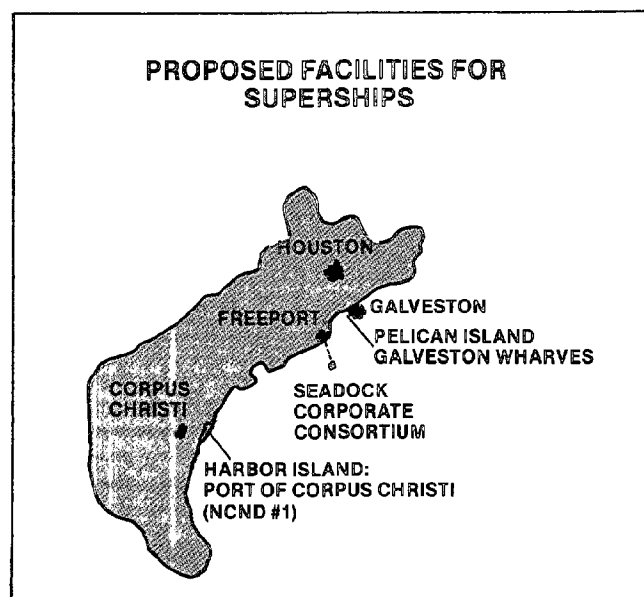 PROPOSED FACILITIES FOR
SUPERSHIPS
HOUSTON
GALVESTON
FREEPORT
PELICAN ISLAND
GALVESTON WHARVES
CORPUS
CHRISTI
SEADOCK
CORPORATE
CONSORTIUM
HARBOR ISLAND:
PORT OF CORPUS CHRISTI
(NCND #1)